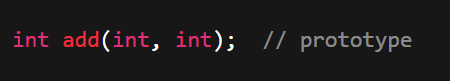 int add(int, int);  // prototype